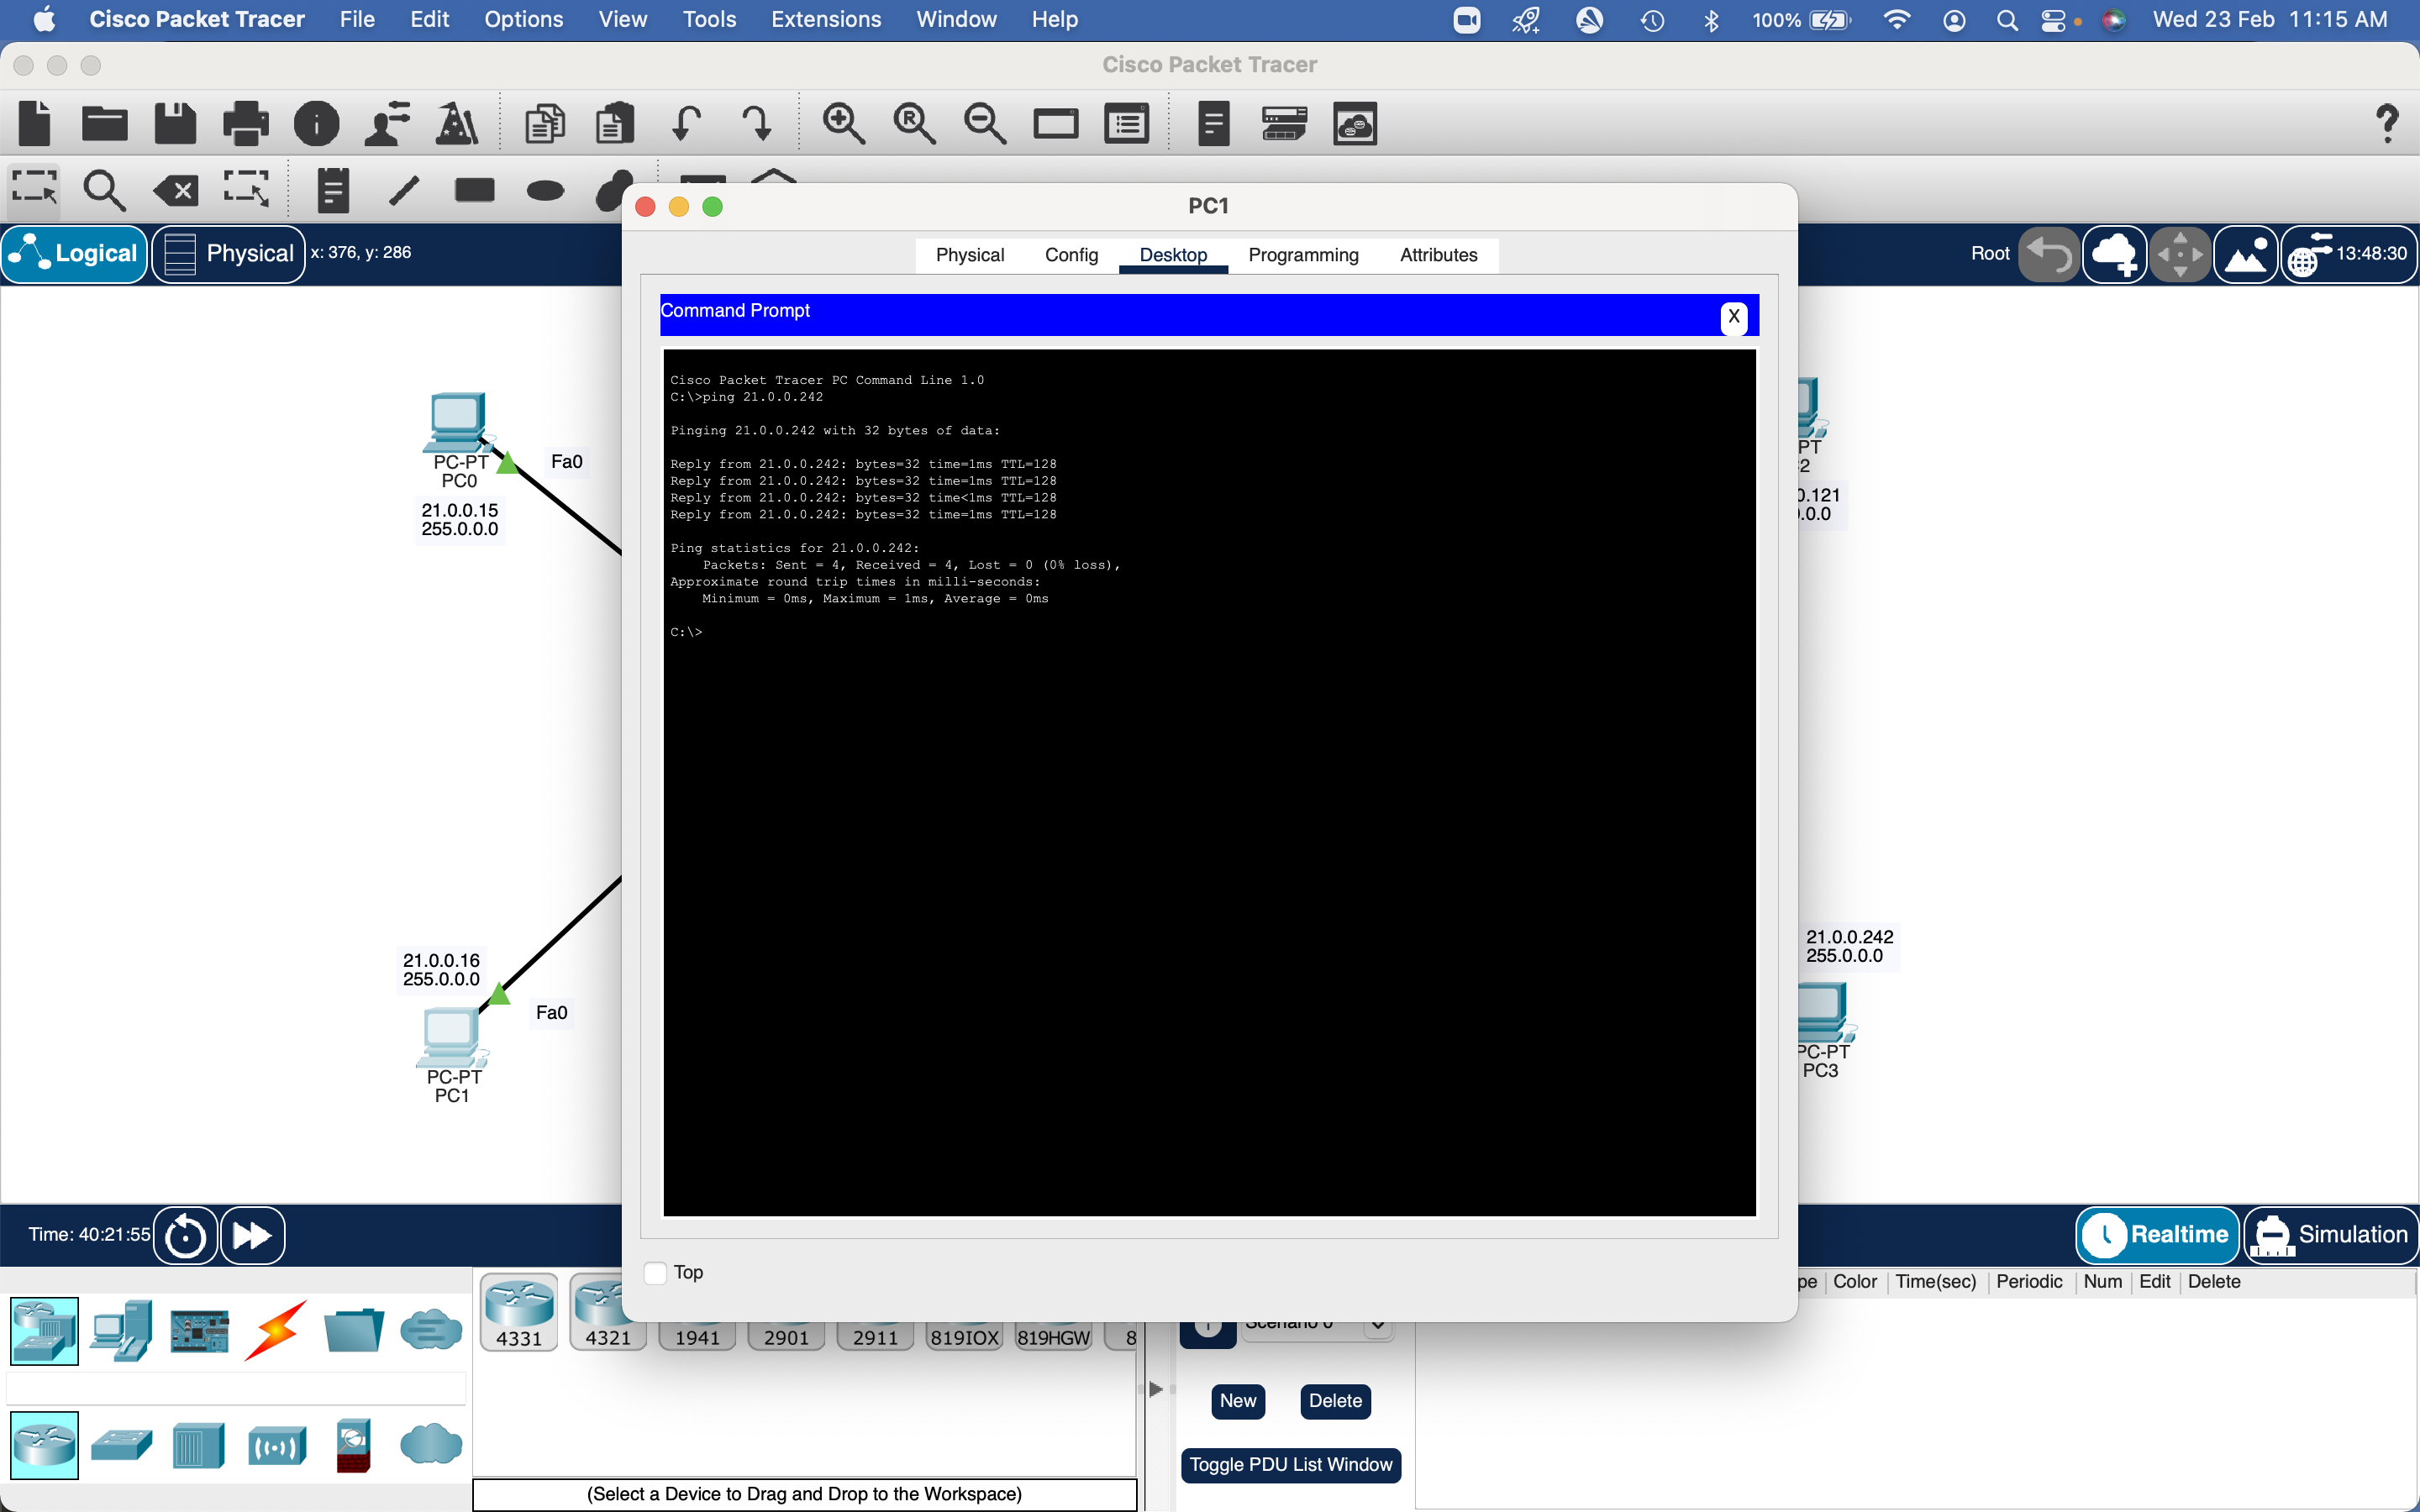 Cisco Packet Tracer File Edit Options View Tools Extensions Window Help 100% Wed 23 Feb 11:15 AM
Cisco Packet Tracer
Logical Physical x: 376, y: 286 Root 13:48:30
PC1
Physical Config Desktop Programming Attributes
Command Prompt X
Cisco Packet Tracer PC Command Line 1.0
C:\>ping 21.0.0.242
Pinging 21.0.0.242 with 32 bytes of data:
Reply from 21.0.0.242: bytes=32 time=1ms TTL=128
Reply from 21.0.0.242: bytes=32 time=1ms TTL=128
Reply from 21.0.0.242: bytes=32 time<1ms TTL=128
Reply from 21.0.0.242: bytes=32 time=1ms TTL=128
Ping statistics for 21.0.0.242:
Packets: Sent = 4, Received = 4, Lost = 0 (0% loss),
Approximate round trip times in milli-seconds:
Minimum = 0ms, Maximum = 1ms, Average = 0ms
C:\>
Top
PC-PT
PC0
Fa0
21.0.0.15
255.0.0.0
21.0.0.16
255.0.0.0
Fa0
PC-PT
PC1
PT
2
0.121
.0.0
21.0.0.242
255.0.0.0
PC-PT
PC3
Time: 40:21:55 Realtime Simulation
4331 4321 1941 2901 2911 819IOX 819HGW 8
Scenario 0
New Delete
Toggle PDU List Window
pe Color Time(sec) Periodic Num Edit Delete
(Select a Device to Drag and Drop to the Workspace)